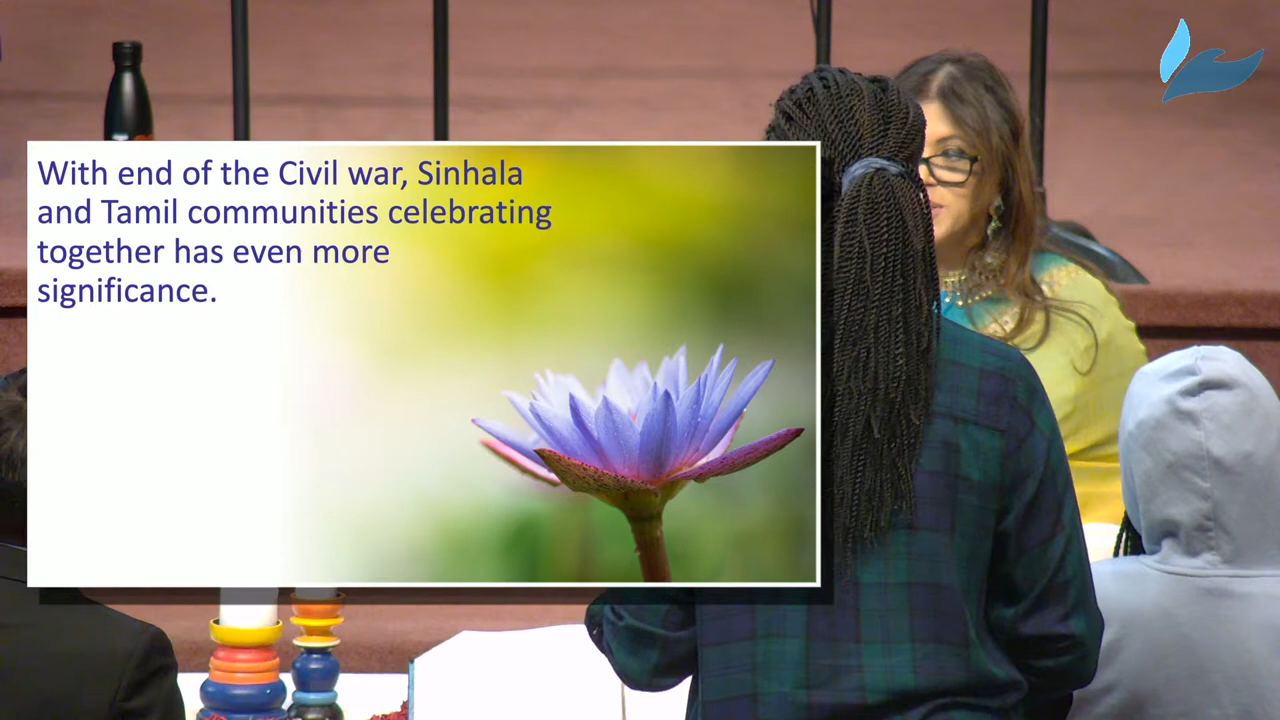 With end of the Civil war, Sinhala
and Tamil communities celebrating
together has even more
significance.